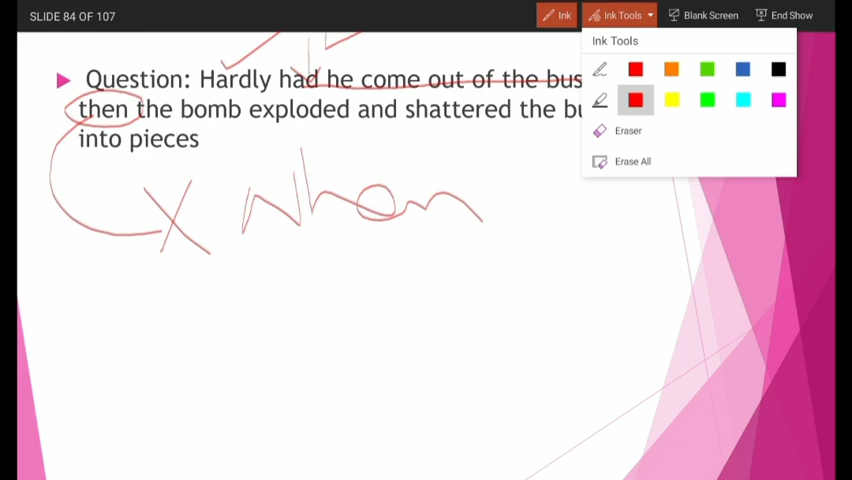 SLIDE 84 OF 107
Ink
Ink Tools
Blank Screen
End Show
Ink Tools
Eraser
Erase All
Question: Hardly had he come out of the bus
then the bomb exploded and shattered the
into pieces
X When